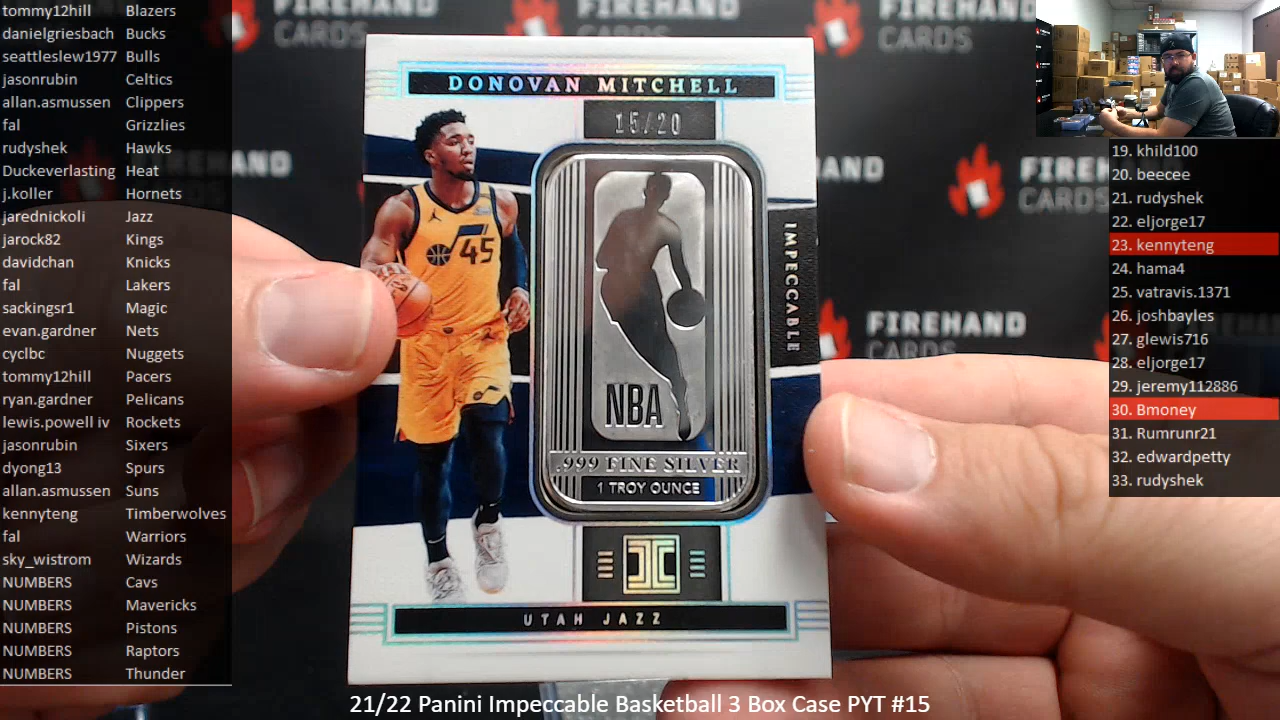 tommy12hill Blazers
danielgriesbach Bucks
seattleslew1977 Bulls
jasonrubin Celtics
allan.asmussen Clippers
fal Grizzlies
rudyshek Hawks
Duckeverlasting Heat
j.koller Hornets
jarednickoli Jazz
jarock82 Kings
davidchan Knicks
fal Lakers
sackingsr1 Magic
evan.gardner Nets
cyclbc Nuggets
tommy12hill Pacers
ryan.gardner Pelicans
lewis.powell iv Rockets
jasonrubin Sixers
dyong13 Spurs
allan.asmussen Suns
kennyteng Timberwolves
fal Warriors
sky_wistrom Wizards
NUMBERS Cavs
NUMBERS Mavericks
NUMBERS Pistons
NUMBERS Raptors
NUMBERS Thunder
FIREHAND
CARDS
FIREHAND
CARDS
FIREHAND
CARDS
DONOVAN MITCHELL
15/20
45
IMPECCABLE
NBA
.999 FINE SILVER
1 TROY OUNCE
UTAH JAZZ
19. khild100
20. beecee
21. rudyshek
22. eljorge17
23. kennyteng
24. hama4
25. vatravis.1371
26. joshbayles
27. glewis716
28. eljorge17
29. jeremy112886
30. Bmoney
31. Rumrunr21
32. edwardpetty
33. rudyshek
21/22 Panini Impeccable Basketball 3 Box Case PYT #15